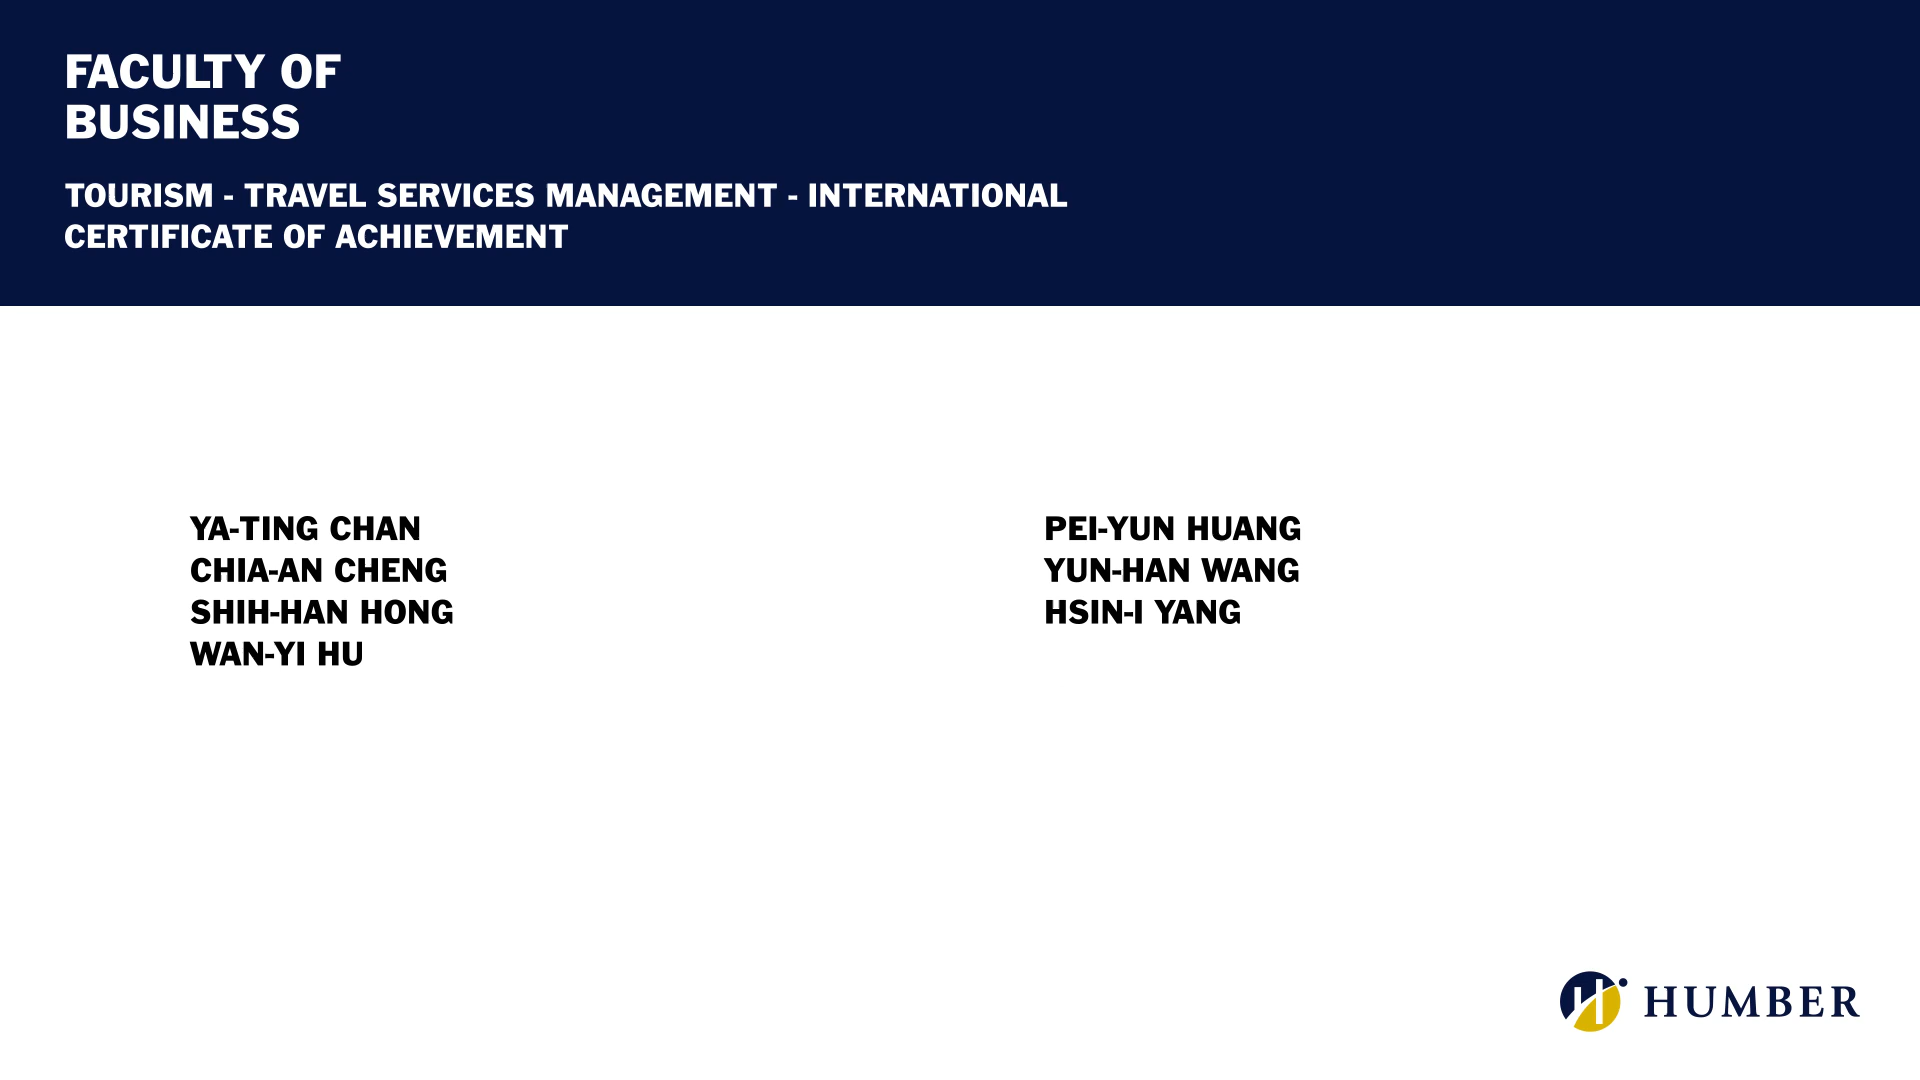 FACULTY OF
BUSINESS
TOURISM - TRAVEL SERVICES MANAGEMENT - INTERNATIONAL
CERTIFICATE OF ACHIEVEMENT
YA-TING CHAN
CHIA-AN CHENG
SHIH-HAN HONG
WAN-YI HU
PEI-YUN HUANG
YUN-HAN WANG
HSIN-I YANG
HUMBER